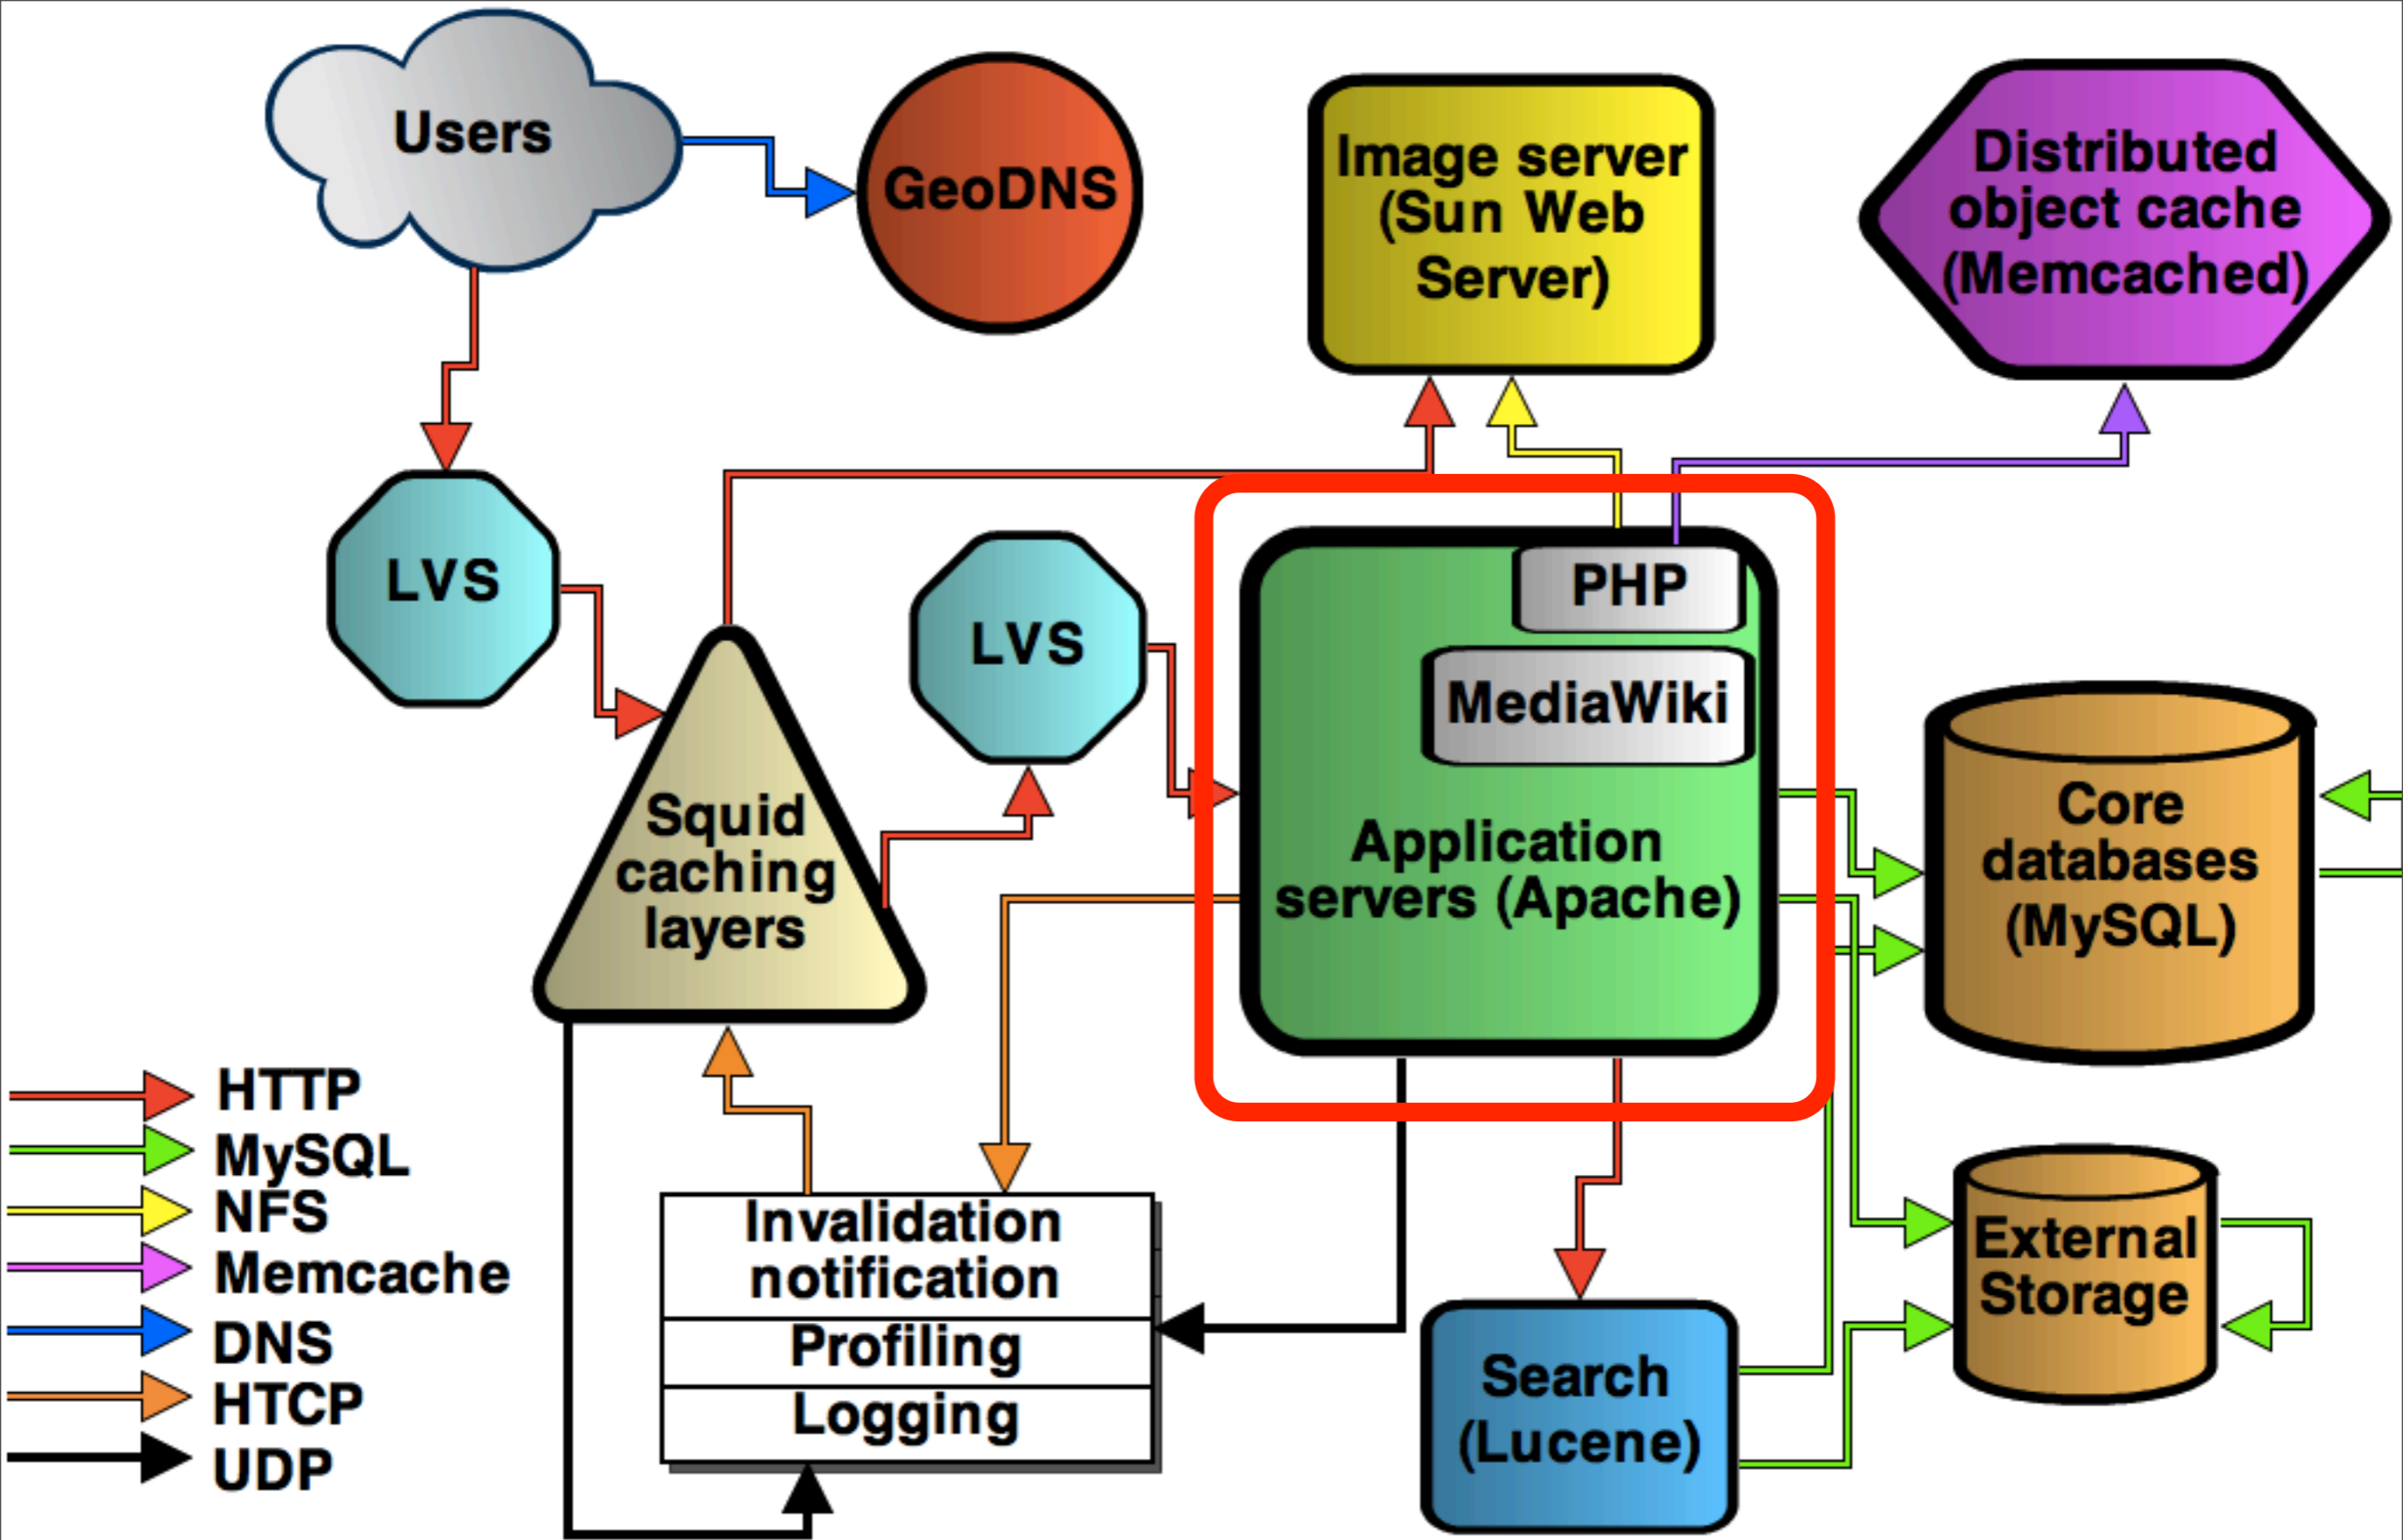 Users
GeoDNS
Image server
(Sun Web
Server)
Distributed
object cache
(Memcached)
LVS
LVS
PHP
MediaWiki
Application
servers (Apache)
Squid
caching
layers
Core
databases
(MySQL)
HTTP
MySQL
NFS
Memcache
DNS
HTCP
UDP
Invalidation
notification
Profiling
Logging
Search
(Lucene)
External
Storage